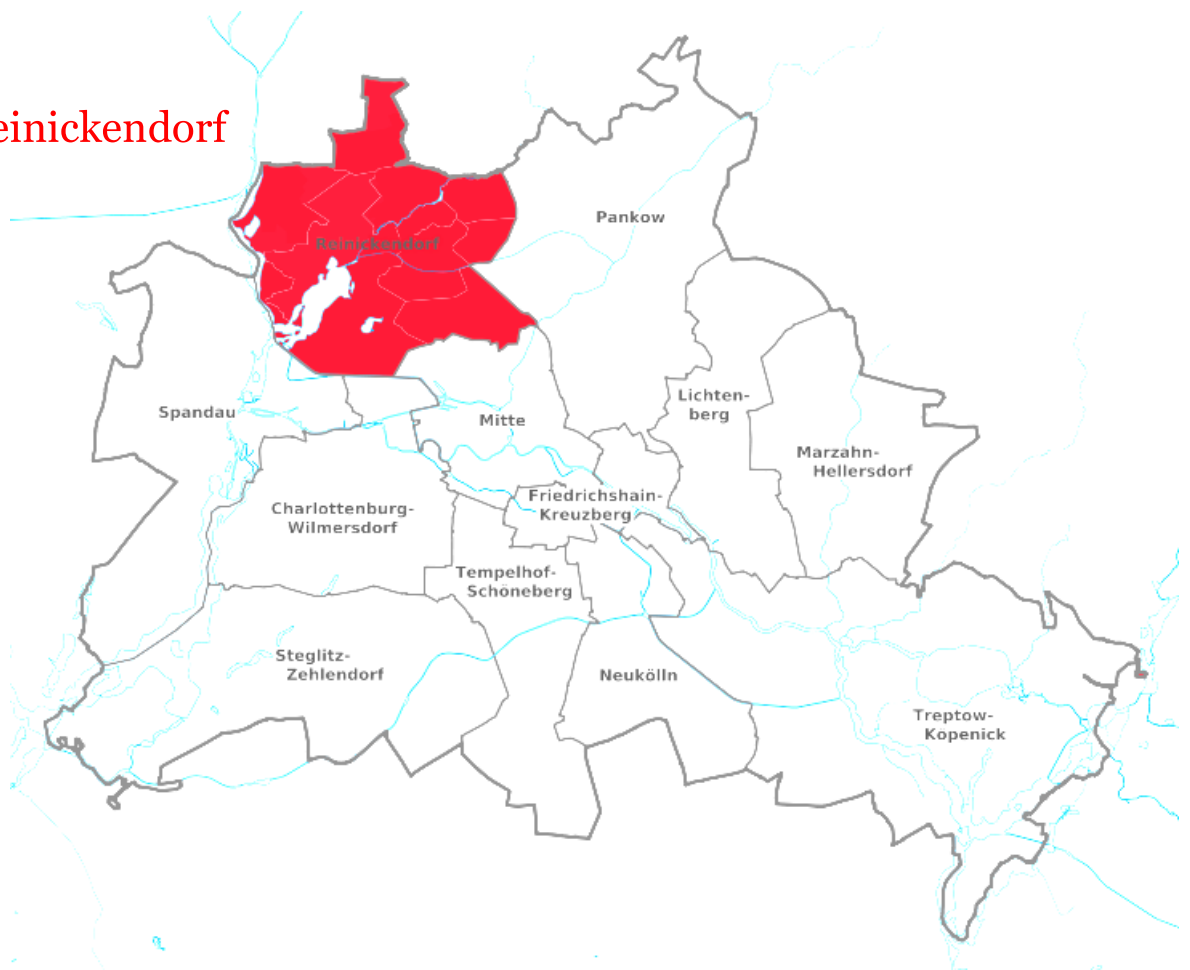 einickendorf
Pankow
Reinickendorf
Lichten-
berg
Spandau
Mitte
Marzahn-
Hellersdorf
Friedrichshain-
Kreuzberg
Charlottenburg-
Wilmersdorf
Tempelhof-
Schöneberg
Steglitz-
Zehlendorf
Neukölln
Treptow-
Kopenick